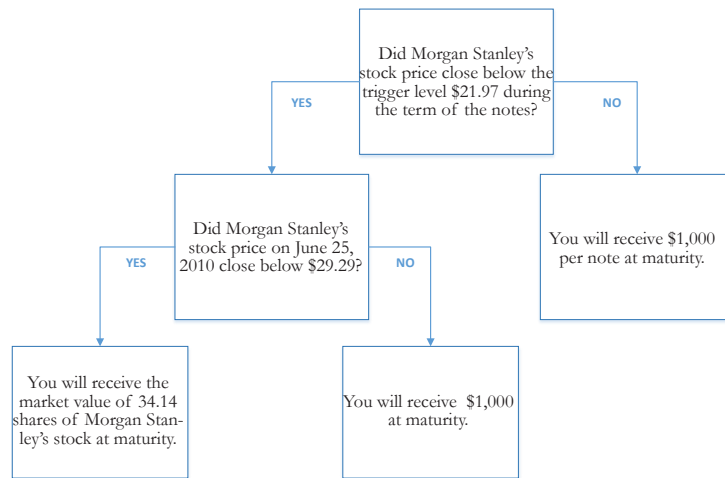 Did Morgan Stanley's
stock price close below the
trigger level $21.97 during
the term of the notes?
YES
NO
Did Morgan Stanley's
stock price on June 25,
2010 close below $29.29?
You will receive $1,000
per note at maturity.
YES
NO
You will receive the
market value of 34.14
shares of Morgan Stan-
ley's stock at maturity.
You will receive $1,000
at maturity.